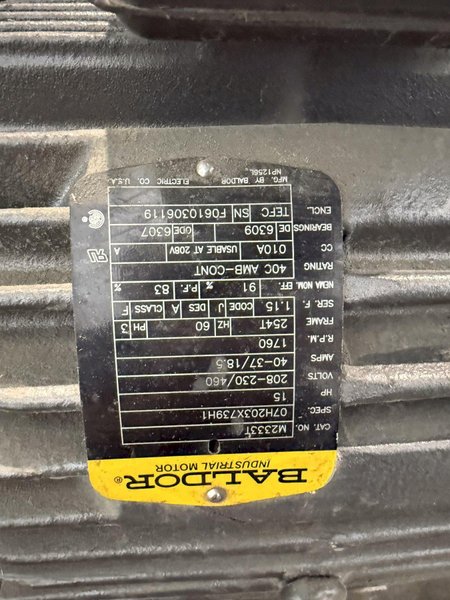 BALDOR®
INDUSTRIAL MOTOR
CAT. NO. M2333T
SPEC. 07H203X739H1
HP 15
VOLTS 208-230/460
AMPS 40-37/18.5
R.P.M. 1760
FRAME 254T HZ 60 PH 3
SER. F. 1.15 CODE J DES A CLASS F
NEMA NOM. EFF. 91 % P.F. 83 %
RATING 40C AMB-CONT
CC 010A USABLE AT 208V A
BEARINGS DE 6309 ODE 6307
ENCL. TEFC SN F0610306119
MFG. BY BALDOR ELECTRIC CO. U.S.A.
NP1256L